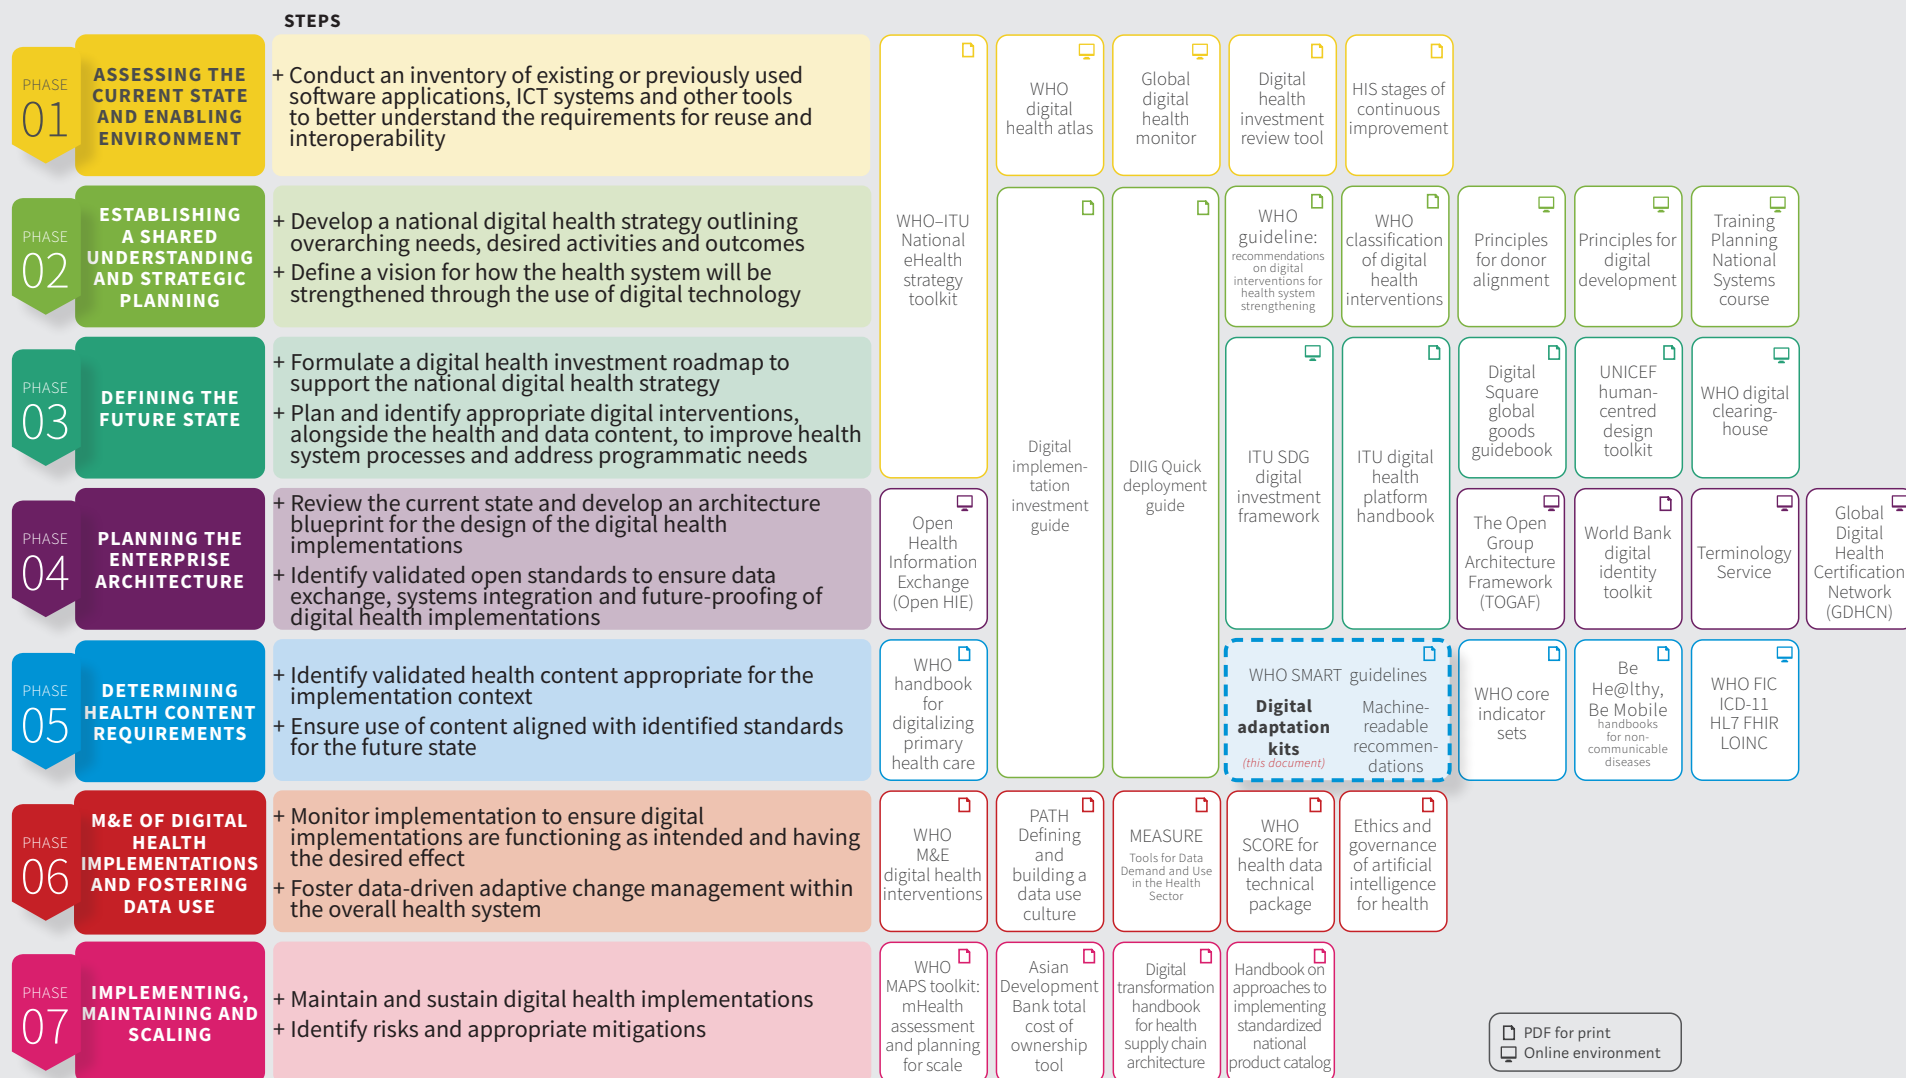 STEPS
PHASE
01
ASSESSING THE
CURRENT STATE
AND ENABLING
ENVIRONMENT
+ Conduct an inventory of existing or previously used
software applications, ICT systems and other tools
to better understand the requirements for reuse and
interoperability
WHO
digital
health atlas
Global
digital
health
monitor
Digital
health
investment
review tool
HIS stages of
continuous
improvement
PHASE
02
ESTABLISHING
A SHARED
UNDERSTANDING
AND STRATEGIC
PLANNING
+ Develop a national digital health strategy outlining
overarching needs, desired activities and outcomes
+ Define a vision for how the health system will be
strengthened through the use of digital technology
WHO–ITU
National
eHealth
strategy
toolkit
WHO
guideline:
recommendations
on digital
interventions for
health system
strengthening
WHO
classification
of digital
health
interventions
Principles
for donor
alignment
Principles for
digital
development
Training
Planning
National
Systems
course
PHASE
03
DEFINING THE
FUTURE STATE
+ Formulate a digital health investment roadmap to
support the national digital health strategy
+ Plan and identify appropriate digital interventions,
alongside the health and data content, to improve health
system processes and address programmatic needs
Digital
implemen-
tation
investment
guide
DIIG Quick
deployment
guide
ITU SDG
digital
investment
framework
ITU digital
health
platform
handbook
Digital
Square
global
goods
guidebook
UNICEF
human-
centred
design
toolkit
WHO digital
clearing-
house
PHASE
04
PLANNING THE
ENTERPRISE
ARCHITECTURE
+ Review the current state and develop an architecture
blueprint for the design of the digital health
implementations
+ Identify validated open standards to ensure data
exchange, systems integration and future-proofing of
digital health implementations
Open
Health
Information
Exchange
(Open HIE)
The Open
Group
Architecture
Framework
(TOGAF)
World Bank
digital
identity
toolkit
Terminology
Service
Global
Digital
Health
Certification
Network
(GDHCN)
PHASE
05
DETERMINING
HEALTH CONTENT
REQUIREMENTS
+ Identify validated health content appropriate for the
implementation context
+ Ensure use of content aligned with identified standards
for the future state
WHO
handbook
for
digitalizing
primary
health care
WHO SMART guidelines
Digital
adaptation
kits
(this document)
Machine-
readable
recommen-
dations
WHO core
indicator
sets
Be
He@lthy,
Be Mobile
handbooks
for non-
communicable
diseases
WHO FIC
ICD-11
HL7 FHIR
LOINC
PHASE
06
M&E OF DIGITAL
HEALTH
IMPLEMENTATIONS
AND FOSTERING
DATA USE
+ Monitor implementation to ensure digital
implementations are functioning as intended and having
the desired effect
+ Foster data-driven adaptive change management within
the overall health system
WHO
M&E
digital health
interventions
PATH
Defining
and
building a
data use
culture
MEASURE
Tools for Data
Demand and Use
in the Health
Sector
WHO
SCORE for
health data
technical
package
Ethics and
governance
of artificial
intelligence
for health
PHASE
07
IMPLEMENTING,
MAINTAINING AND
SCALING
+ Maintain and sustain digital health implementations
+ Identify risks and appropriate mitigations
WHO
MAPS toolkit:
mHealth
assessment
and planning
for scale
Asian
Development
Bank total
cost of
ownership
tool
Digital
transformation
handbook
for health
supply chain
architecture
Handbook on
approaches to
implementing
standardized
national
product catalog
PDF for print
Online environment